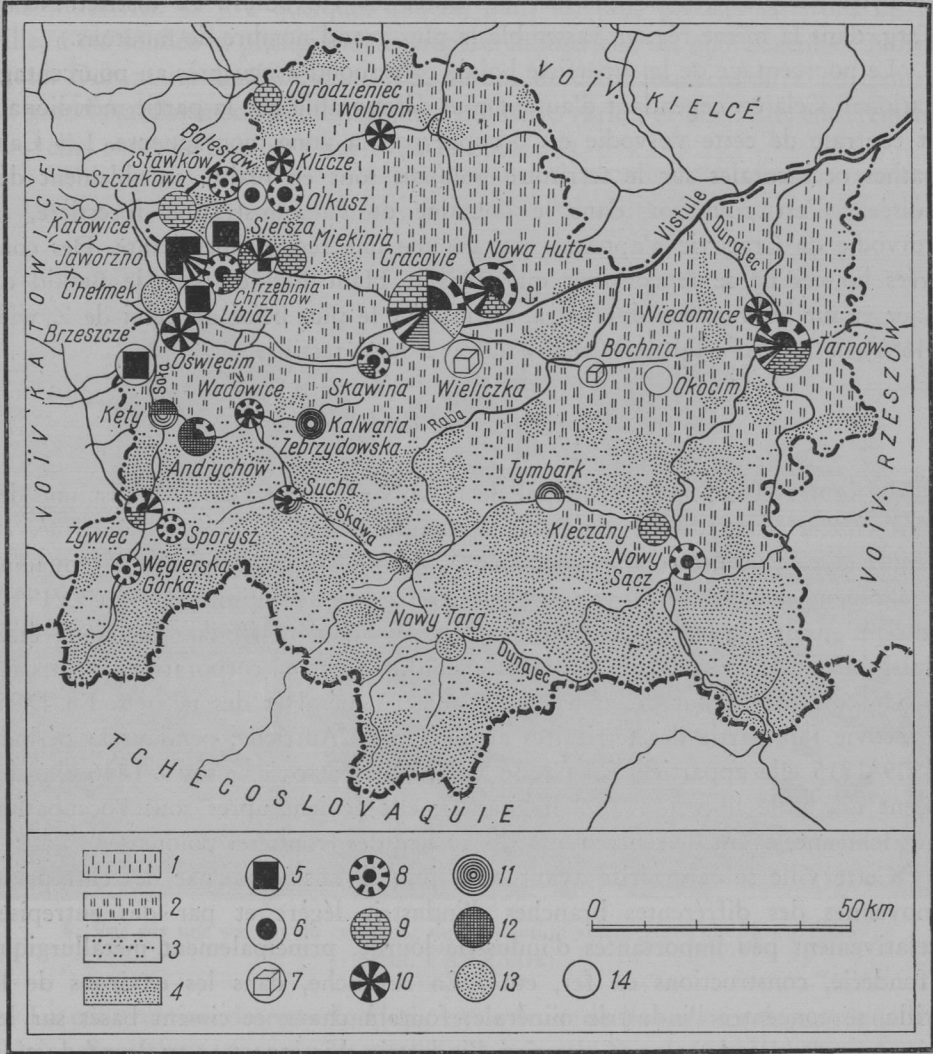 VOÏV. KIELCE
Ogrodzieniec
Wolbrom
Bolesław
Klucze
Sławków
Szczakowa
Olkusz
Katowice
Siersza
Miękinia
Jaworzno
Cracovie
Nowa Huta
Vistule
Dunajec
Chełmek
Trzebinia
Chrzanów
Libiąż
Niedomice
Brzeszcze
Oświęcim
Bochnia
Tarnów
Wadowice
Skawina
Wieliczka
Okocim
Soła
Kęty
Kalwaria
Zebrzydowska
Raba
Andrychów
Tymbark
Sucha
Skawa
Kleczany
Żywiec
Sporysz
Nowy
Sącz
Węgierska
Górka
Nowy Targ
Dunajec
VOÏV. KATOWICE
VOÏV. RZESZÓW
TCHECOSLOVAQUIE
1 5 8 11
2 6 9 12
3 7 10 13 14
4
0 50 km